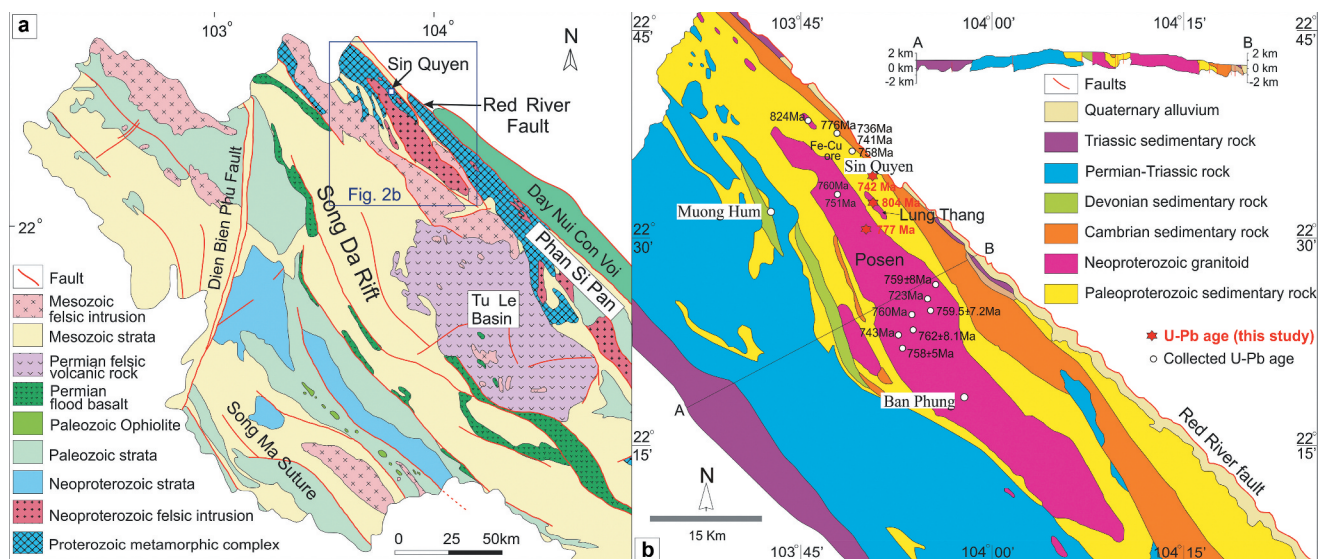 a
103°
104°
N
Sin Quyen
Red River
Fault
Fig. 2b
22°
Dien Bien Phu Fault
Song Da Rift
Day Nui Con Voi
Phan Si Pan
Tu Le
Basin
Song Ma Suture
Fault
Mesozoic
felsic intrusion
Mesozoic strata
Permian felsic
volcanic rock
Permian
flood basalt
Paleozoic Ophiolite
Paleozoic strata
Neoproterozoic strata
Neoproterozoic felsic intrusion
Proterozoic metamorphic complex
0 25 50km
22°
45'
103°45'
104°00'
104°15'
22°
45'
A
B
2 km
0 km
-2 km
2 km
0 km
-2 km
Faults
Quaternary alluvium
Triassic sedimentary rock
Permian-Triassic rock
Devonian sedimentary rock
Cambrian sedimentary rock
Neoproterozoic granitoid
Paleoproterozoic sedimentary rock
U-Pb age (this study)
Collected U-Pb age
824Ma
776Ma
736Ma
741Ma
758Ma
Fe-Cu
ore
Sin Quyen
742 Ma
760Ma
751Ma
804 Ma
Lung Thang
777 Ma
Muong Hum
22°
30'
22°
30'
Posen
B
759±8Ma
723Ma
760Ma
759.5±7.2Ma
743Ma
762±8.1Ma
758±5Ma
Ban Phung
A
Red River fault
22°
15'
22°
15'
N
15 Km
b
103°45'
104°00'
104°15'